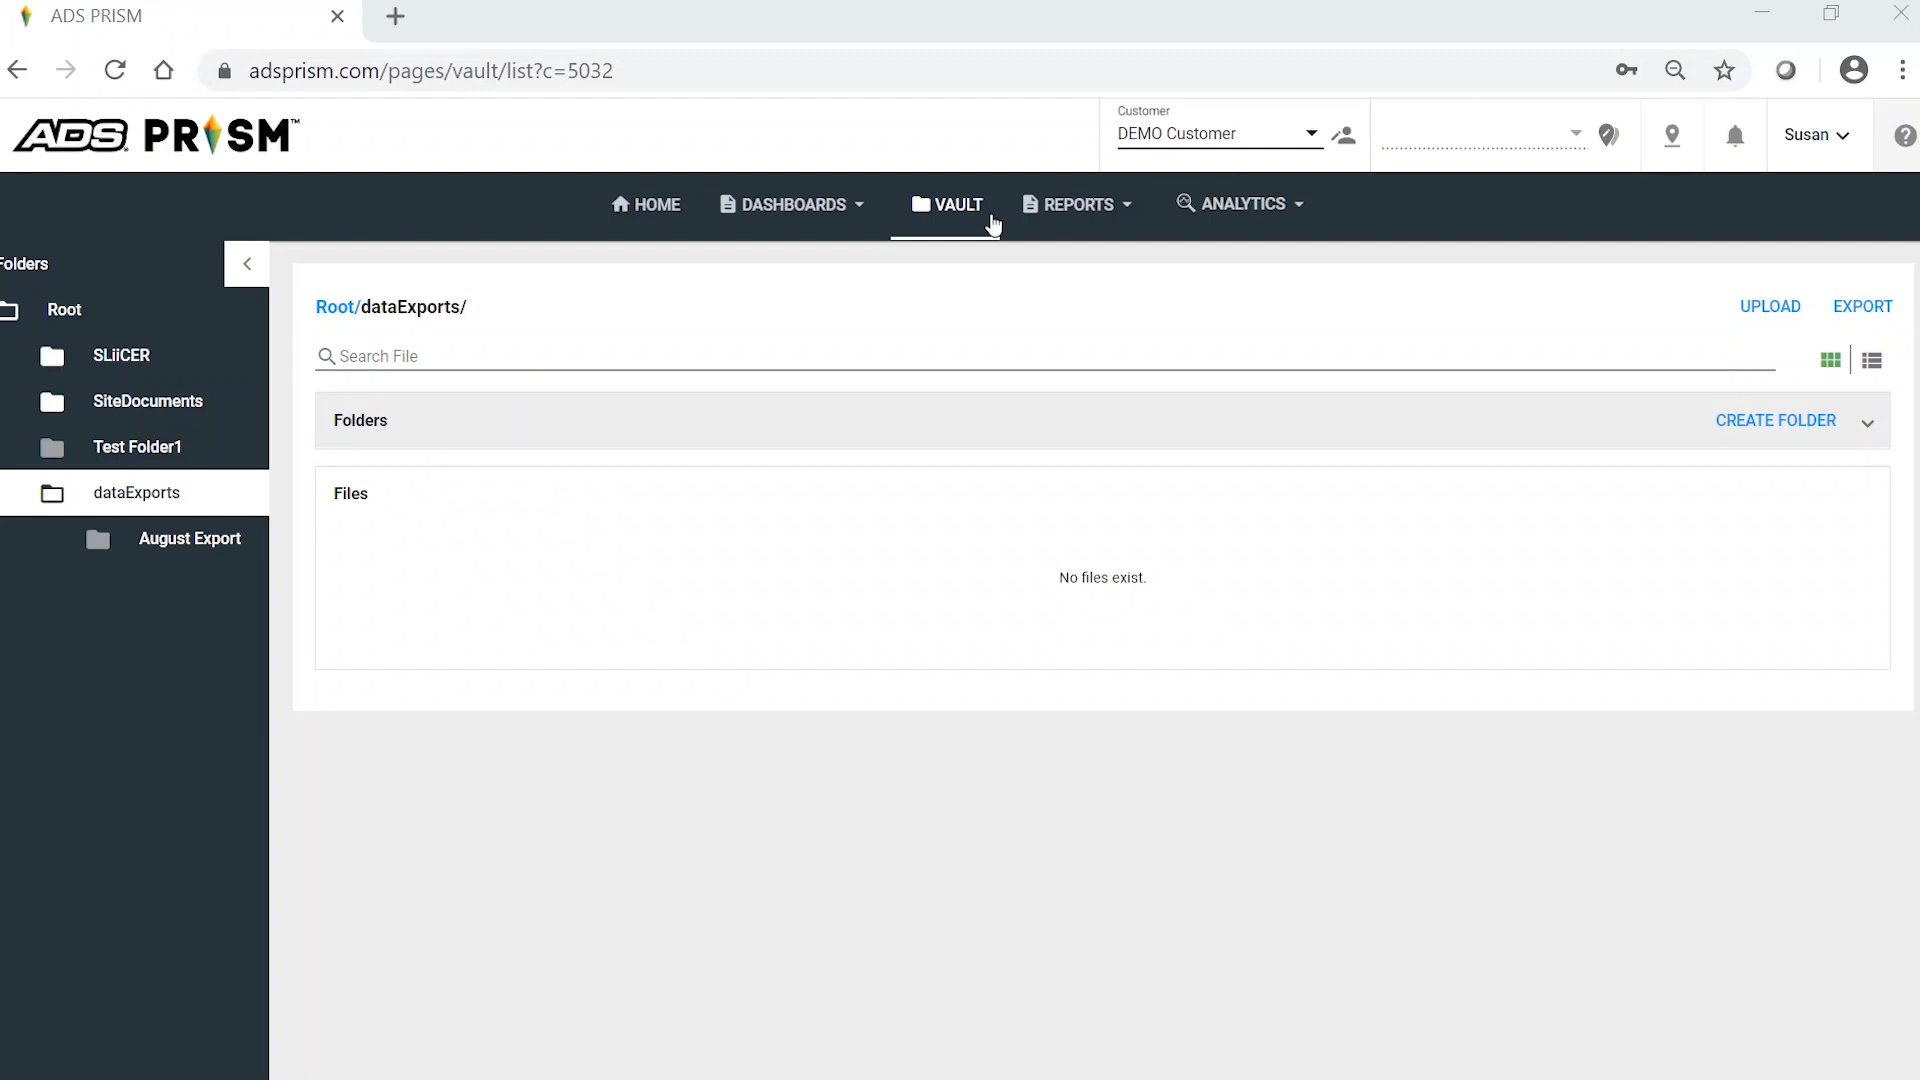 ADS PRISM
adsprism.com/pages/vault/list?c=5032
ADS PRISM™
Customer
DEMO Customer
Susan
HOME
DASHBOARDS
VAULT
REPORTS
ANALYTICS
Folders
Root
SLiiCER
SiteDocuments
Test Folder1
dataExports
August Export
Root/dataExports/
UPLOAD
EXPORT
Search File
Folders
CREATE FOLDER
Files
No files exist.